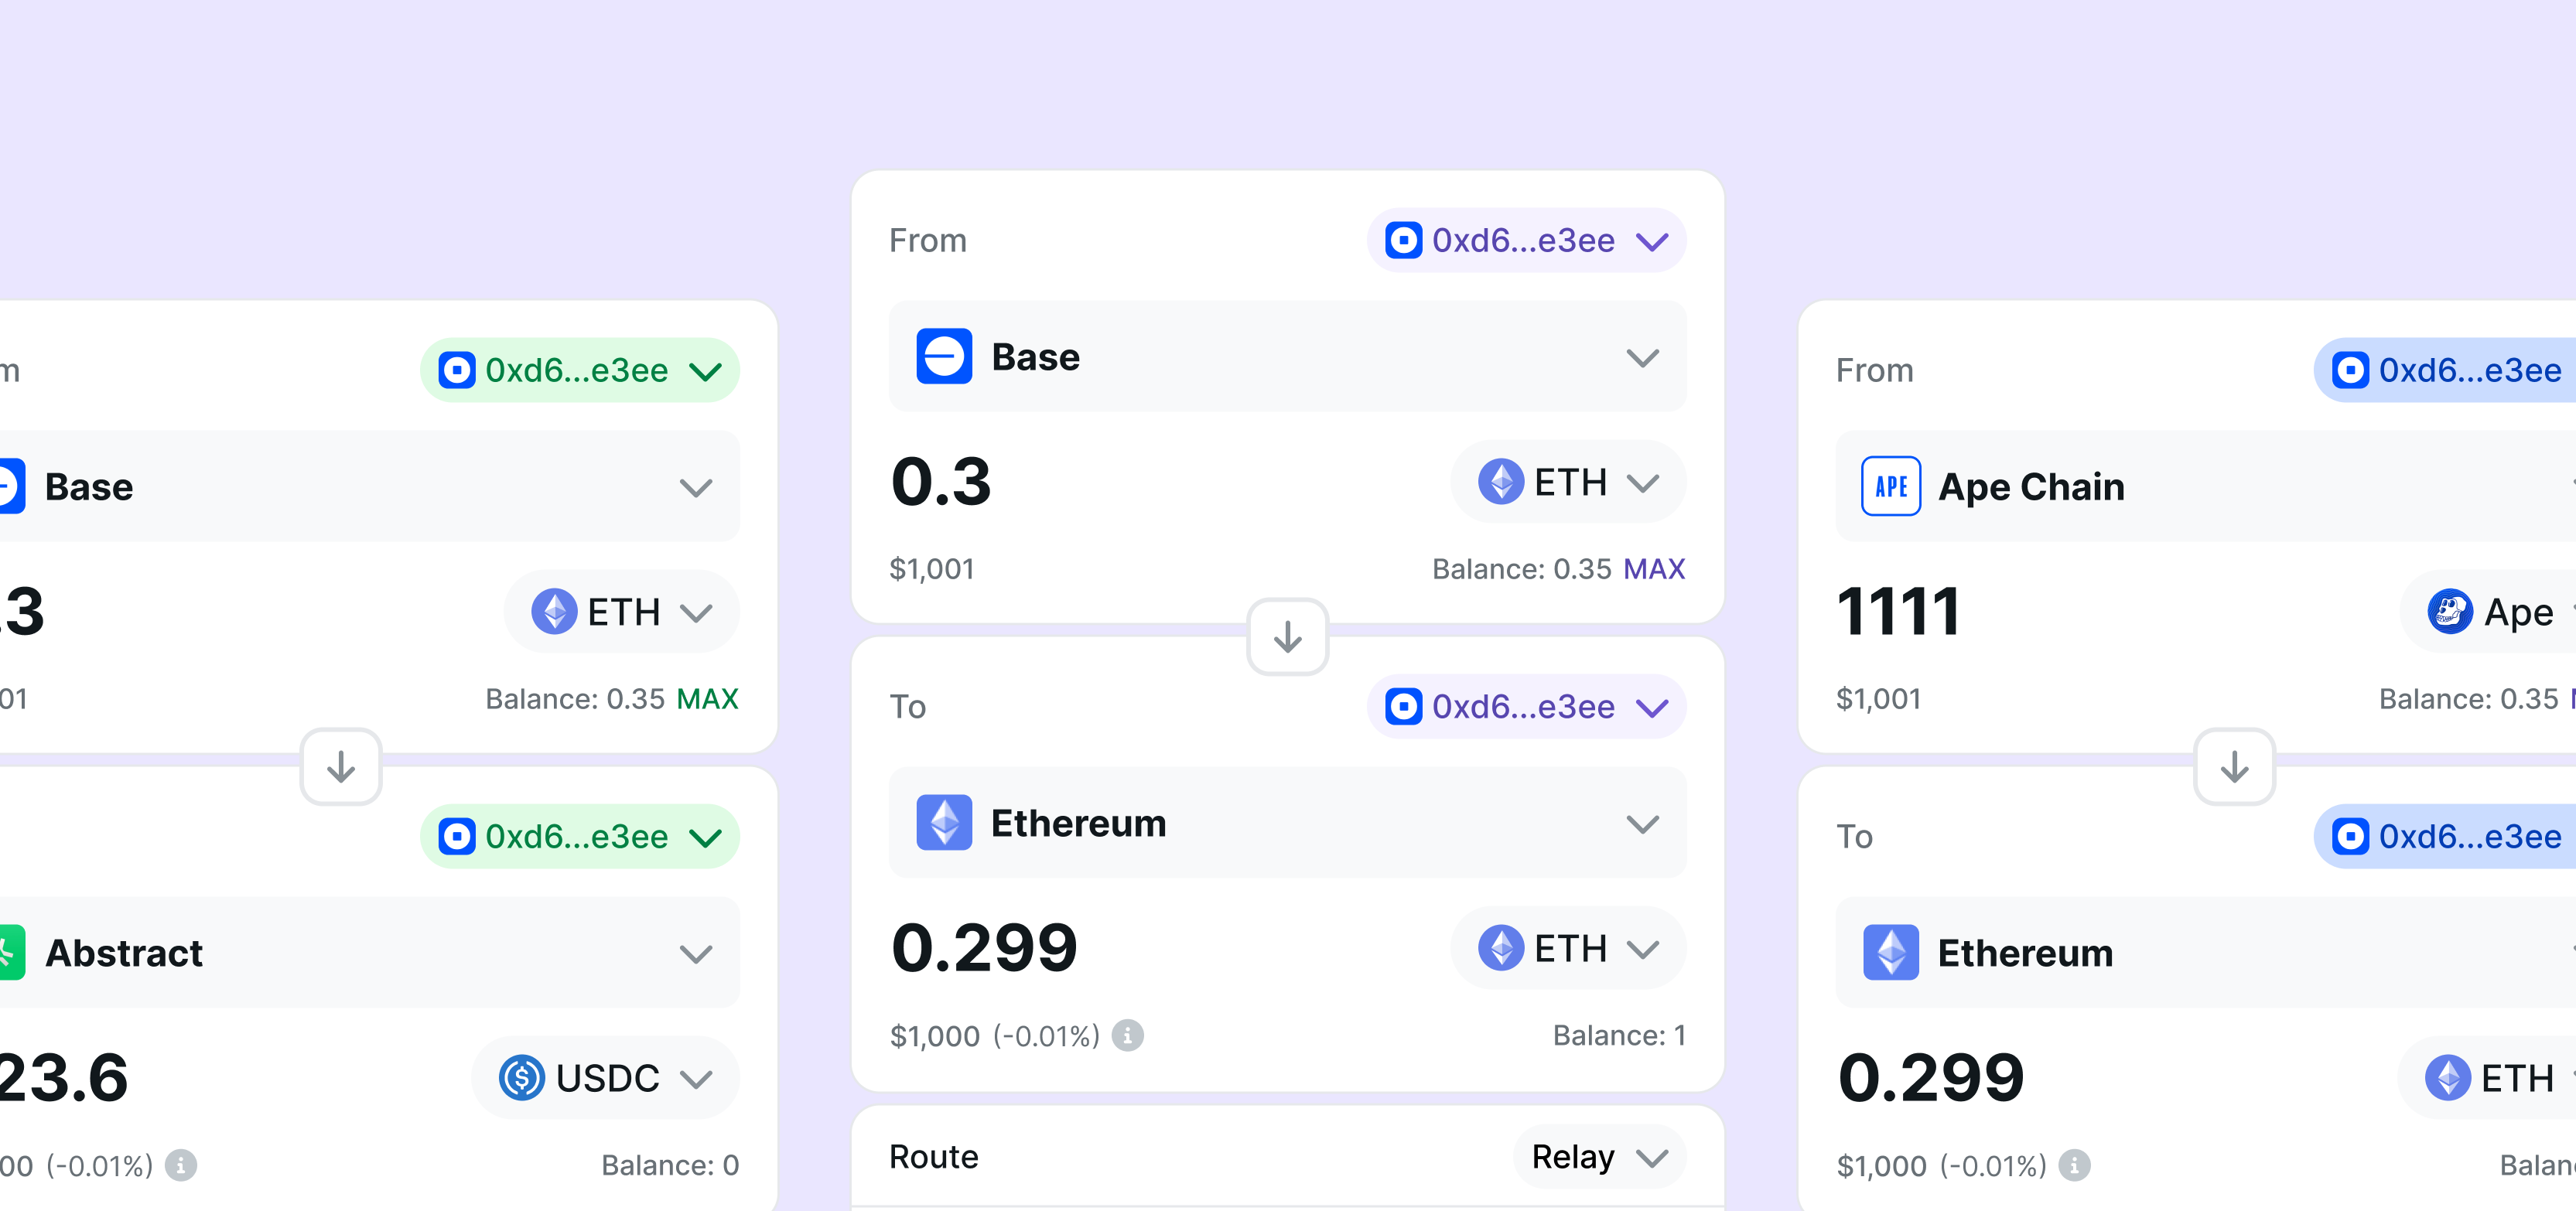 m
0xd6...e3ee
Base
.3
ETH
01
Balance: 0.35 MAX
0xd6...e3ee
Abstract
23.6
USDC
00 (-0.01%)
Balance: 0
From
0xd6...e3ee
Base
0.3
ETH
$1,001
Balance: 0.35 MAX
To
0xd6...e3ee
Ethereum
0.299
ETH
$1,000 (-0.01%)
Balance: 1
Route
Relay
From
0xd6...e3ee
APE
Ape Chain
1111
Ape
$1,001
Balance: 0.35
To
0xd6...e3ee
Ethereum
0.299
ETH
$1,000 (-0.01%)
Balan